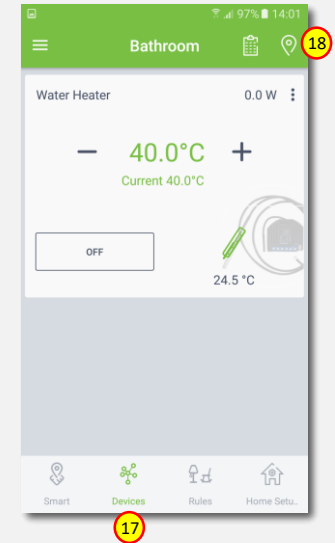 97% 14:01
Bathroom
18
Water Heater 0.0 W
− 40.0°C +
Current 40.0°C
OFF
24.5 °C
Smart Devices Rules Home Setu..
17